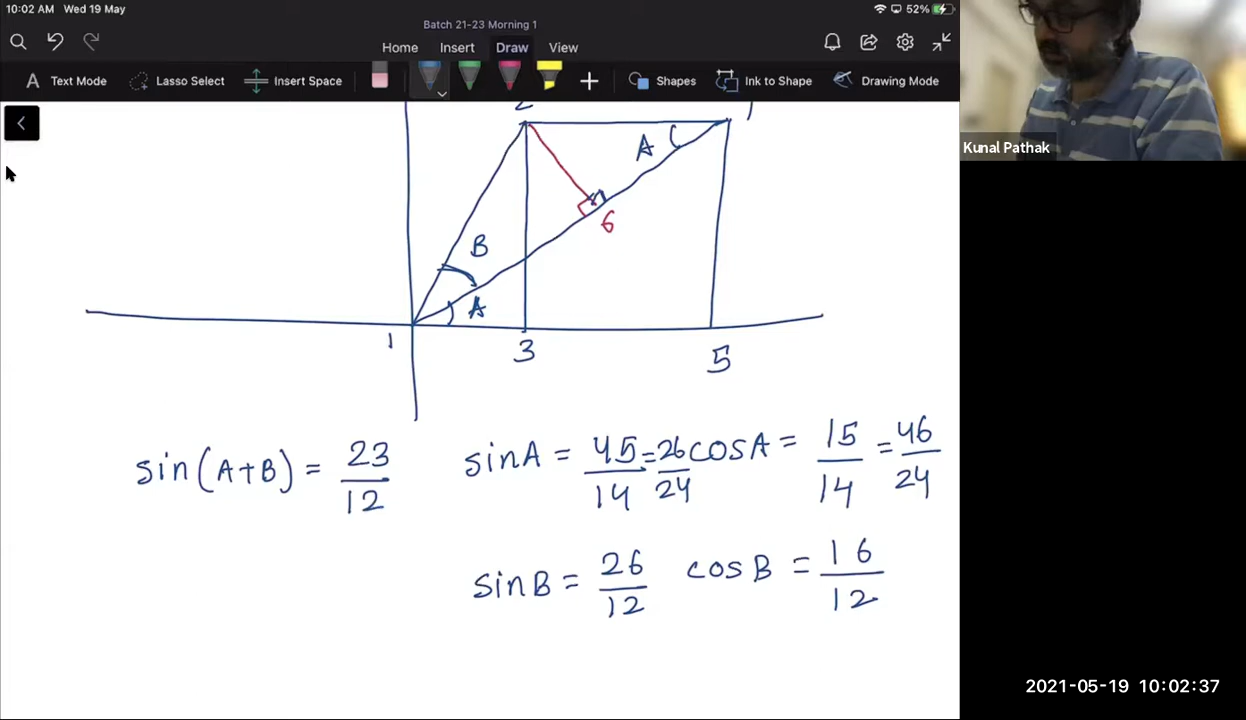 10:02 AM Wed 19 May
52%
Batch 21-23 Morning 1
Home Insert Draw View
Text Mode Lasso Select Insert Space Shapes Ink to Shape Drawing Mode
Kunal Pathak
A
6
B
A
1 3 5
sin(A+B) = 23/12 sinA = 45/14 = 26/24 cosA = 15/14 = 46/24
sinB = 26/12 cosB = 16/12
2021-05-19 10:02:37